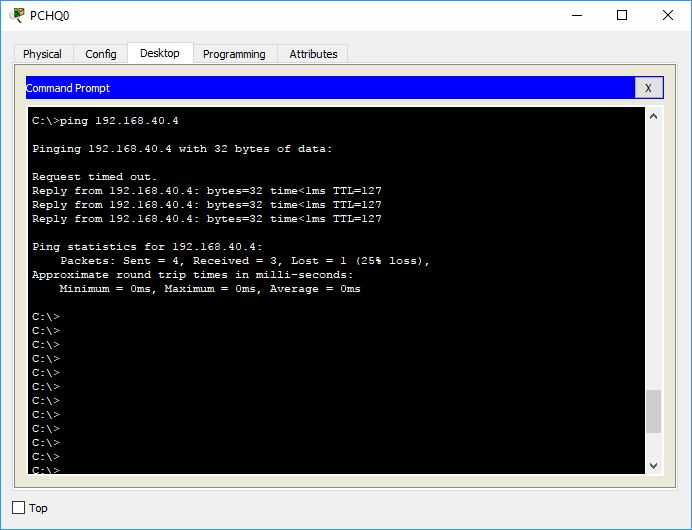 PCHQ0
Physical Config Desktop Programming Attributes
Command Prompt X
C:\>ping 192.168.40.4
Pinging 192.168.40.4 with 32 bytes of data:
Request timed out.
Reply from 192.168.40.4: bytes=32 time<1ms TTL=127
Reply from 192.168.40.4: bytes=32 time<1ms TTL=127
Reply from 192.168.40.4: bytes=32 time<1ms TTL=127
Ping statistics for 192.168.40.4:
Packets: Sent = 4, Received = 3, Lost = 1 (25% loss),
Approximate round trip times in milli-seconds:
Minimum = 0ms, Maximum = 0ms, Average = 0ms
C:\>
C:\>
C:\>
C:\>
C:\>
C:\>
C:\>
C:\>
C:\>
C:\>
C:\>
C:\>
Top